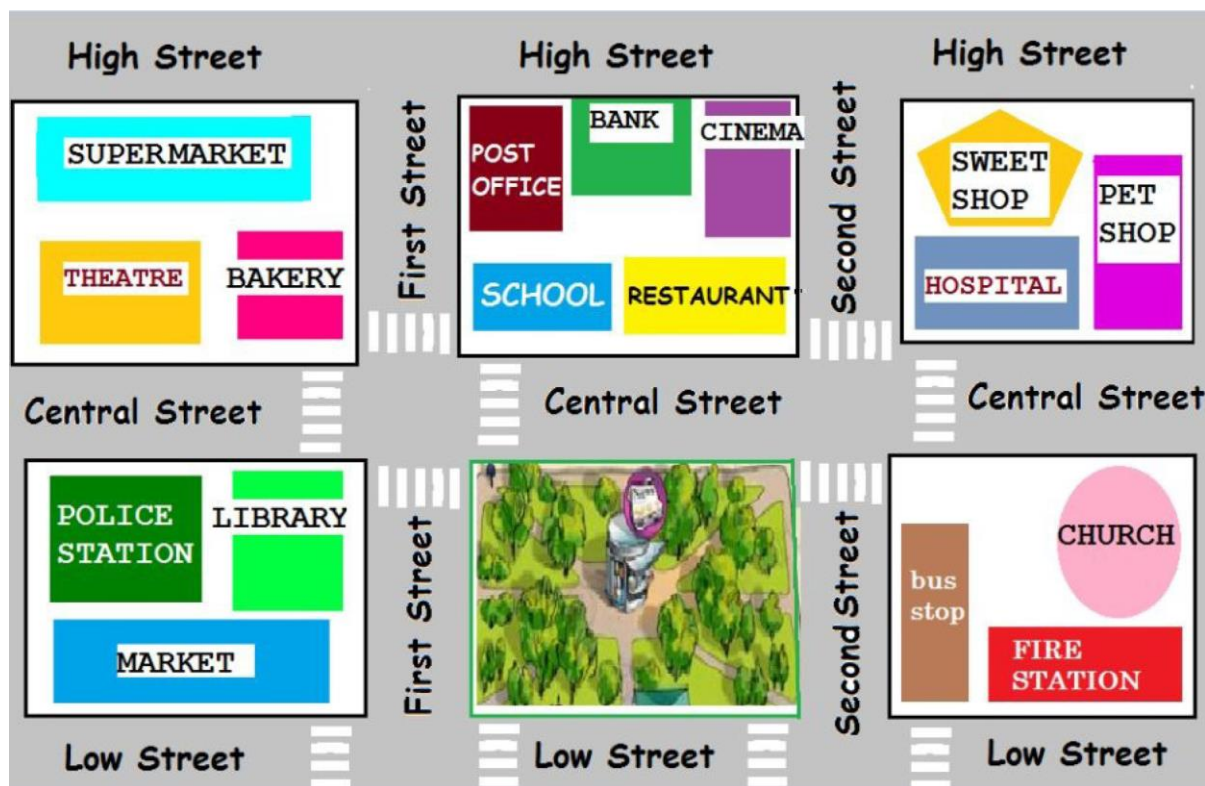 High Street
High Street
High Street
SUPERMARKET
THEATRE
BAKERY
First Street
POST
OFFICE
BANK
CINEMA
SCHOOL
RESTAURANT
Second Street
SWEET
SHOP
PET
SHOP
HOSPITAL
Central Street
Central Street
Central Street
POLICE
STATION
LIBRARY
MARKET
First Street
Second Street
bus
stop
CHURCH
FIRE
STATION
Low Street
Low Street
Low Street